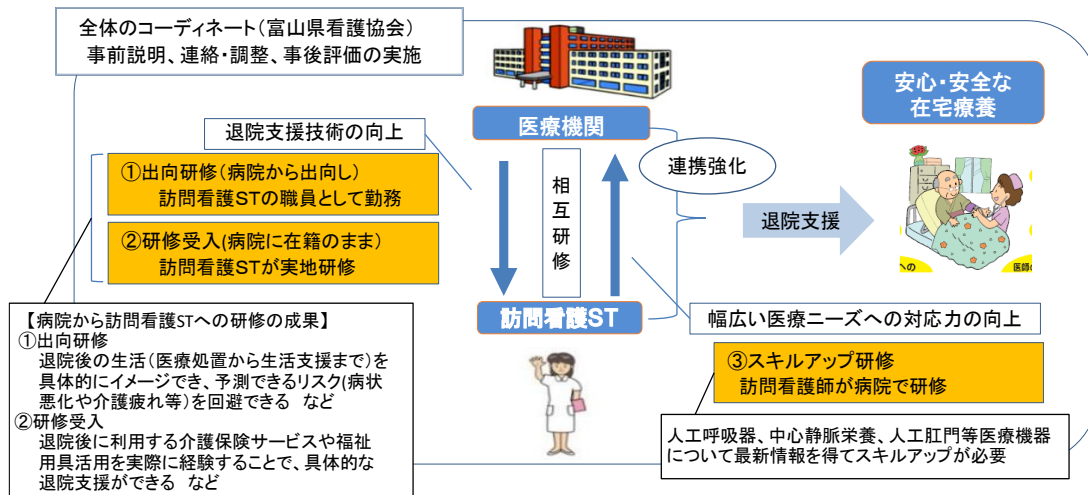 全体のコーディネート（富山県看護協会）
事前説明、連絡・調整、事後評価の実施
医療機関
安心・安全な
在宅療養
退院支援技術の向上
①出向研修（病院から出向し）
訪問看護STの職員として勤務
②研修受入(病院に在籍のまま）
訪問看護STが実地研修
相互研修
連携強化
退院支援
への
医師の
訪問看護ST
幅広い医療ニーズへの対応力の向上
③スキルアップ研修
訪問看護師が病院で研修
人工呼吸器、中心静脈栄養、人工肛門等医療機器
について最新情報を得てスキルアップが必要
【病院から訪問看護STへの研修の成果】
①出向研修
退院後の生活（医療処置から生活支援まで）を
具体的にイメージでき、予測できるリスク(病状
悪化や介護疲れ等）を回避できる　など
②研修受入
退院後に利用する介護保険サービスや福祉
用具活用を実際に経験することで、具体的な
退院支援ができる　など